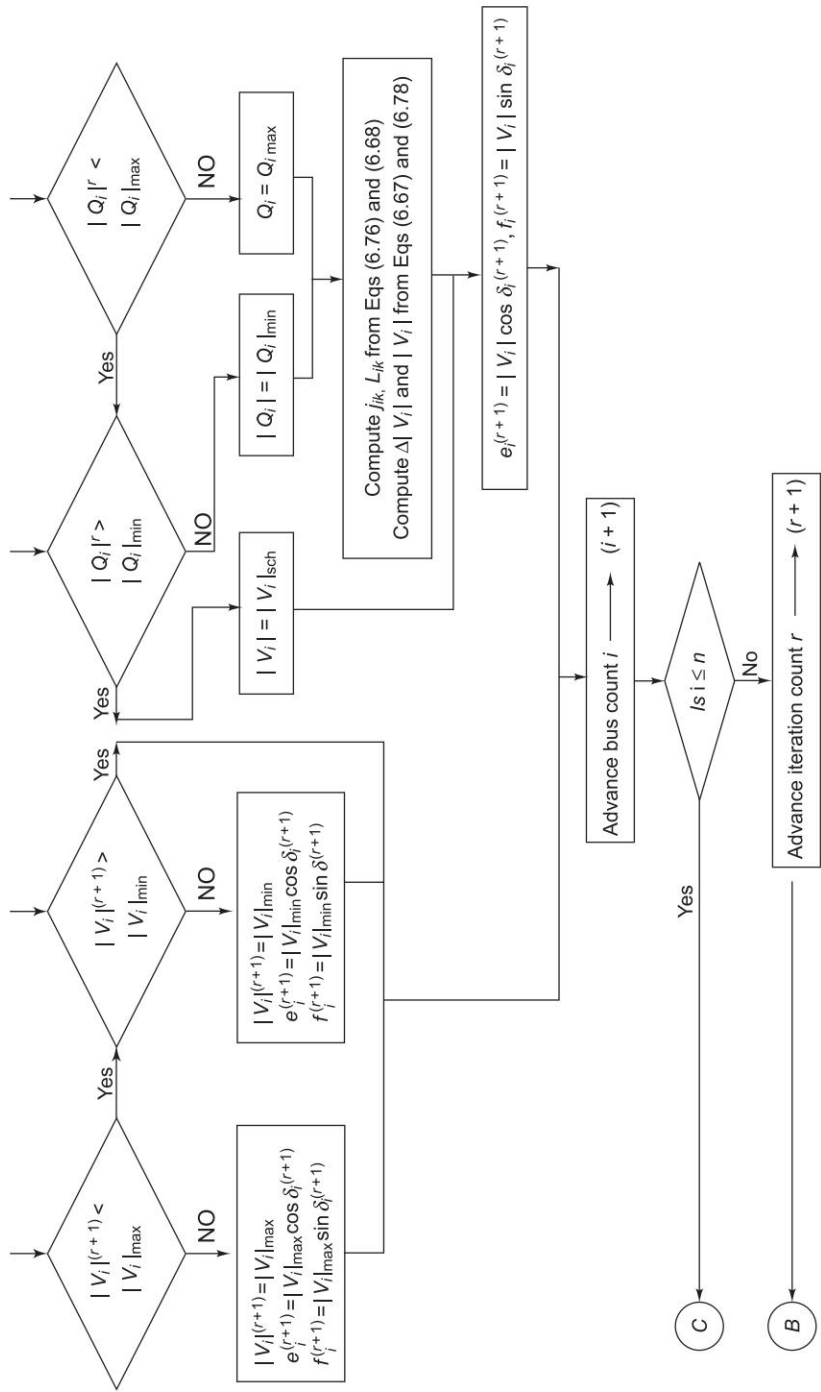 | V_i |^(r+1) <
| V_i |_max
Yes
NO
| V_i |^(r+1) = | V_i |_max
e_i^(r+1) = | V_i |_max cos δ_i^(r+1)
f_i^(r+1) = | V_i |_max sin δ_i^(r+1)
| V_i |^(r+1) >
| V_i |_min
Yes
NO
| V_i |^(r+1) = | V_i |_min
e_i^(r+1) = | V_i |_min cos δ_i^(r+1)
f_i^(r+1) = | V_i |_min sin δ^(r+1)
| Q_i |^r >
| Q_i |_min
Yes
NO
| V_i | = | V_i |_sch
| Q_i | = | Q_i |_min
| Q_i |^r <
| Q_i |_max
Yes
NO
Q_i = Q_i max
Compute j_ik, L_ik from Eqs (6.76) and (6.68)
Compute Δ| V_i | and | V_i | from Eqs (6.67) and (6.78)
e_i^(r+1) = | V_i | cos δ_i^(r+1), f_i^(r+1) = | V_i | sin δ_i^(r+1)
Advance bus count i → (i + 1)
Is i ≤ n
Yes
No
C
Advance iteration count r → (r + 1)
B